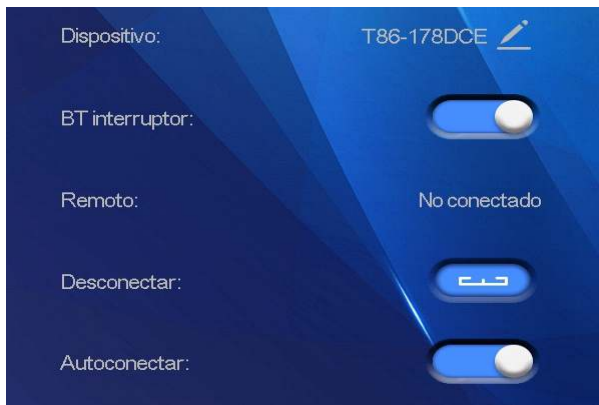 Dispositivo: T86-178DCE
BT interruptor:
Remoto: No conectado
Desconectar:
Autoconectar: